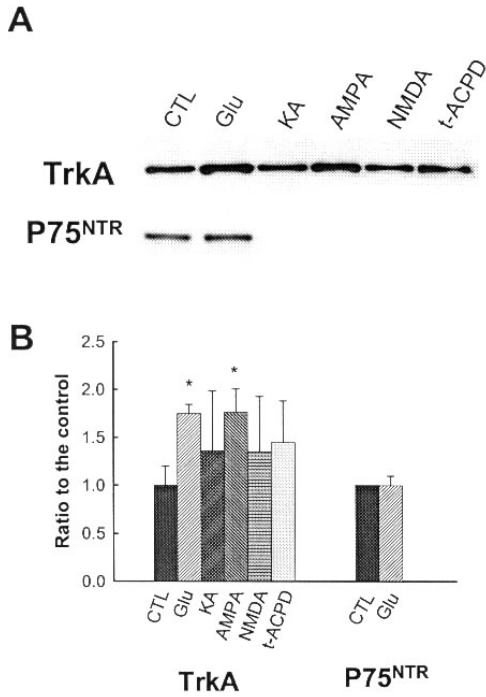 A
CTL Glu KA AMPA NMDA t-ACPD
TrkA
P75NTR
B
Ratio to the control
2.5
2.0
1.5
1.0
0.5
0.0
* *
CTL Glu KA AMPA NMDA t-ACPD CTL Glu
TrkA P75NTR